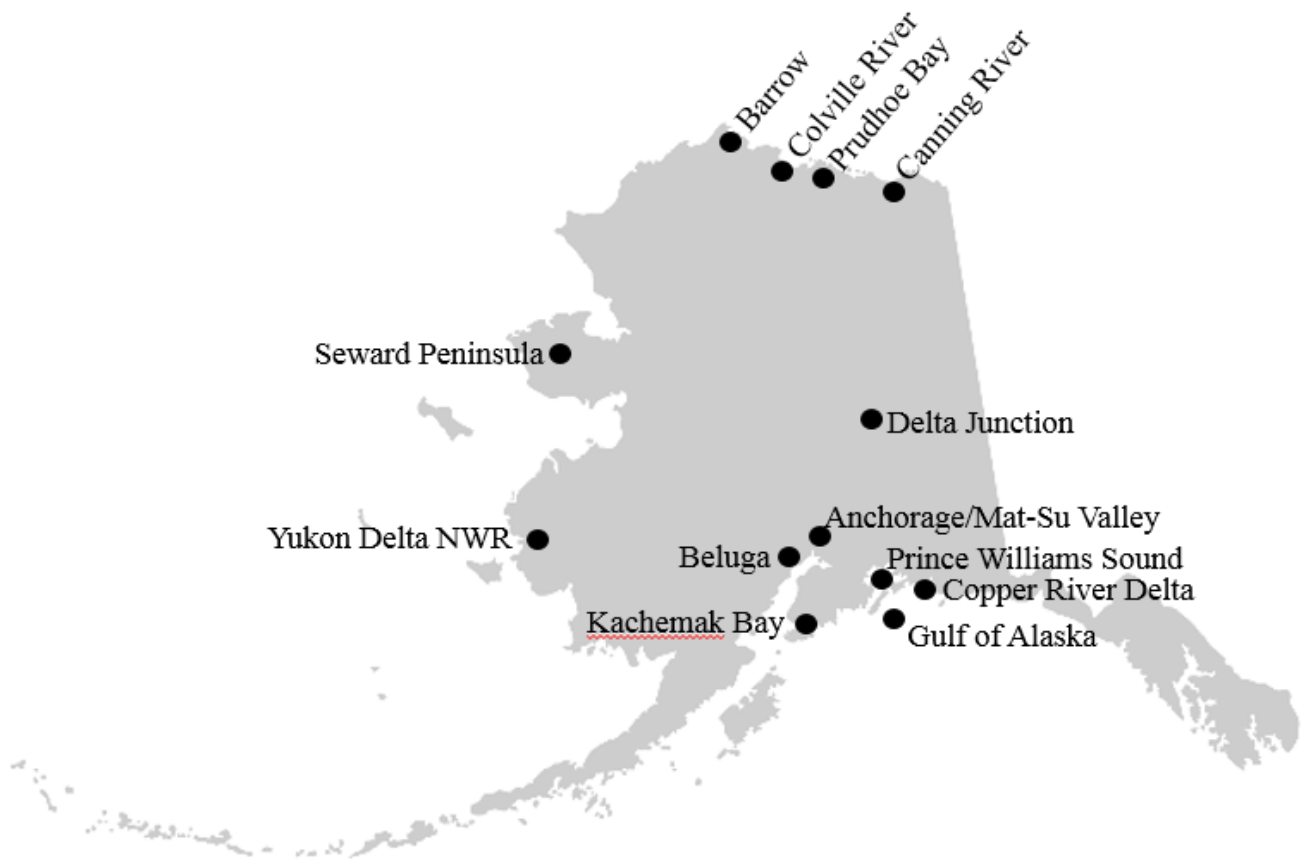 Barrow
Colville River
Prudhoe Bay
Canning River
Seward Peninsula
Delta Junction
Anchorage/Mat-Su Valley
Yukon Delta NWR
Beluga
Prince Williams Sound
Copper River Delta
Kachemak Bay
Gulf of Alaska